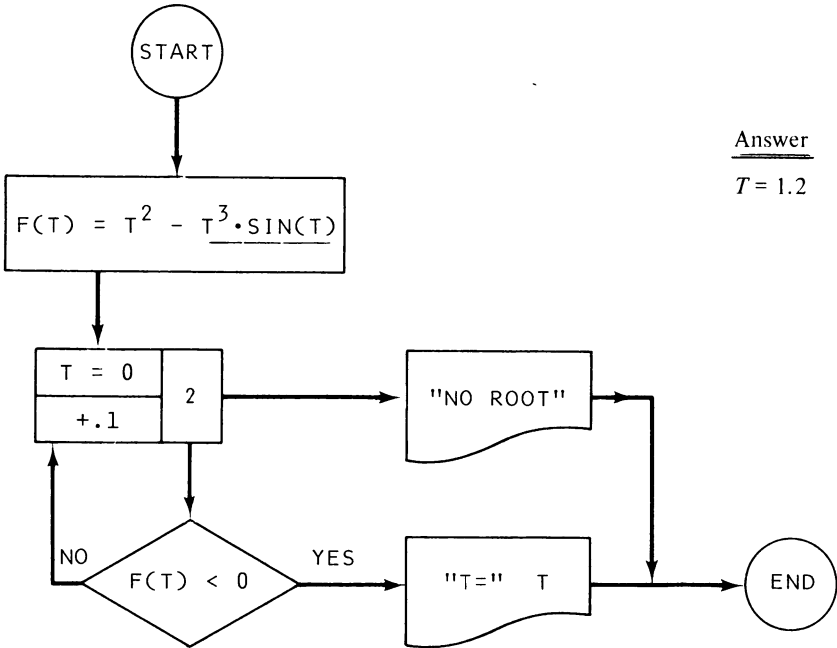 START
Answer
T = 1.2
F(T) = T² - T³·SIN(T)
T = 0
+.1
2
"NO ROOT"
NO
F(T) < 0
YES
"T=" T
END